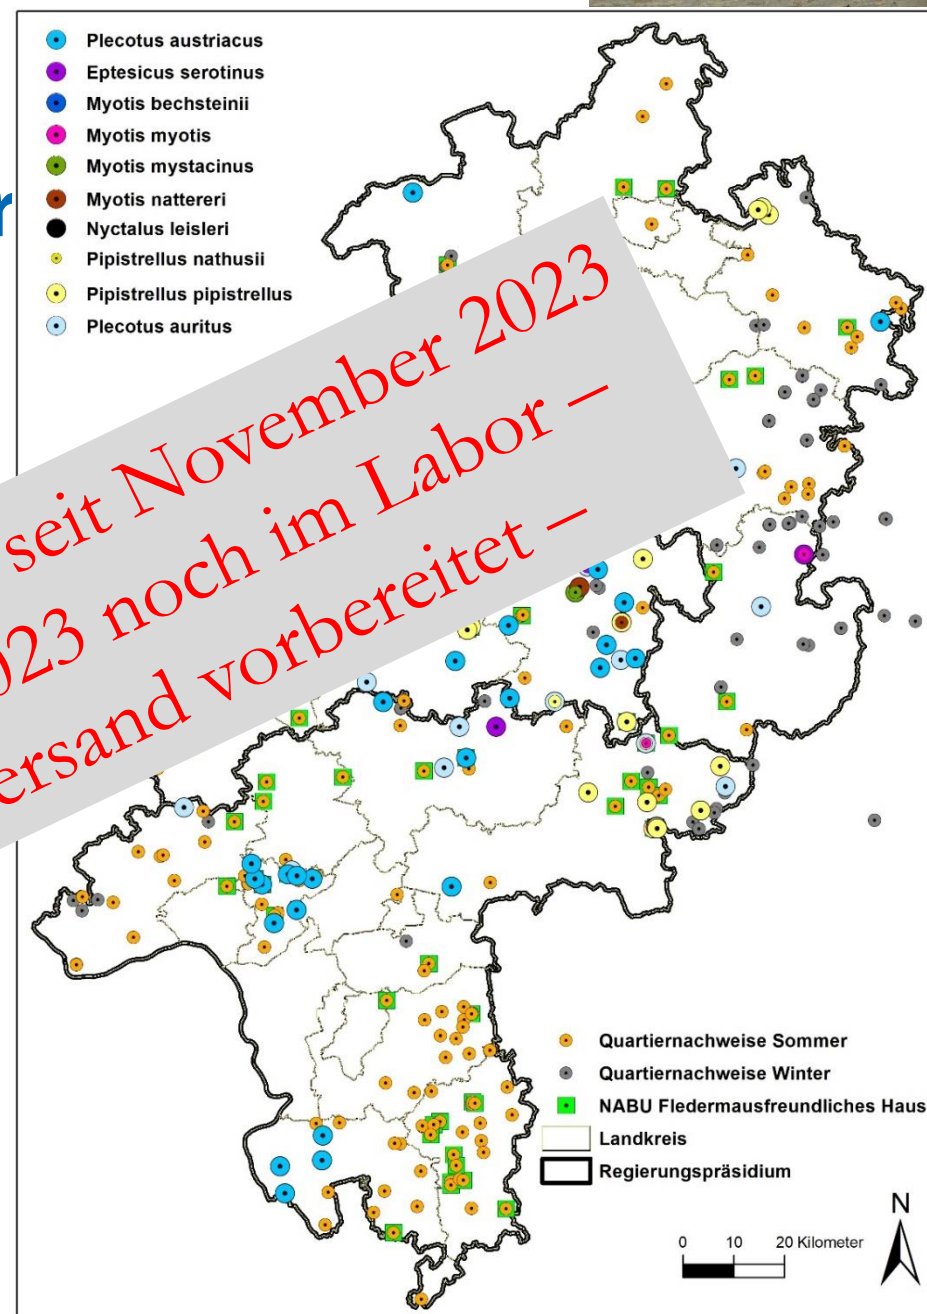 Plecotus austriacus
Eptesicus serotinus
Myotis bechsteinii
Myotis myotis
Myotis mystacinus
Myotis nattereri
Nyctalus leisleri
Pipistrellus nathusii
Pipistrellus pipistrellus
Plecotus auritus
r
seit November 2023
023 noch im Labor –
ersand vorbereitet –
Quartiernachweise Sommer
Quartiernachweise Winter
NABU Fledermausfreundliches Haus
Landkreis
Regierungspräsidium
N
0 10 20 Kilometer